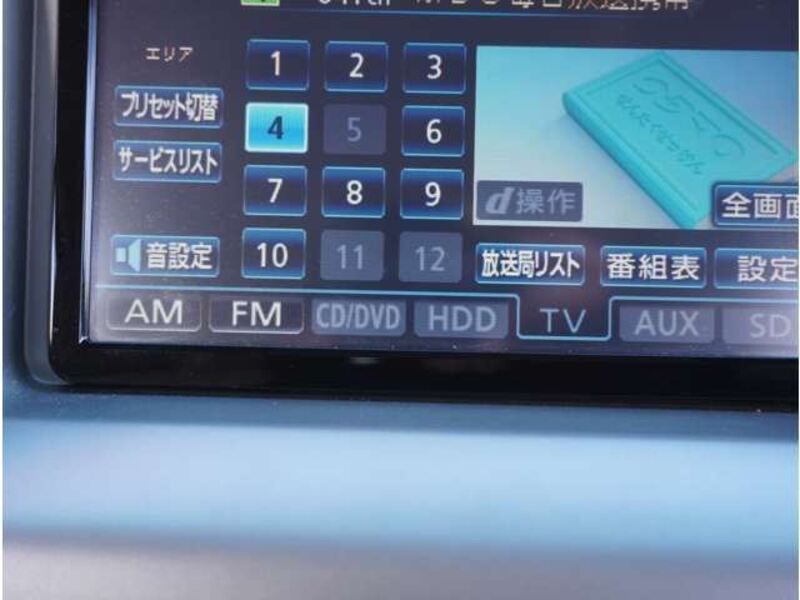 エリア
1 2 3
プリセット切替
4 5 6
サービスリスト
7 8 9
d操作
全画面
音設定
10 11 12
放送局リスト 番組表 設定
AM FM CD/DVD HDD TV AUX SD